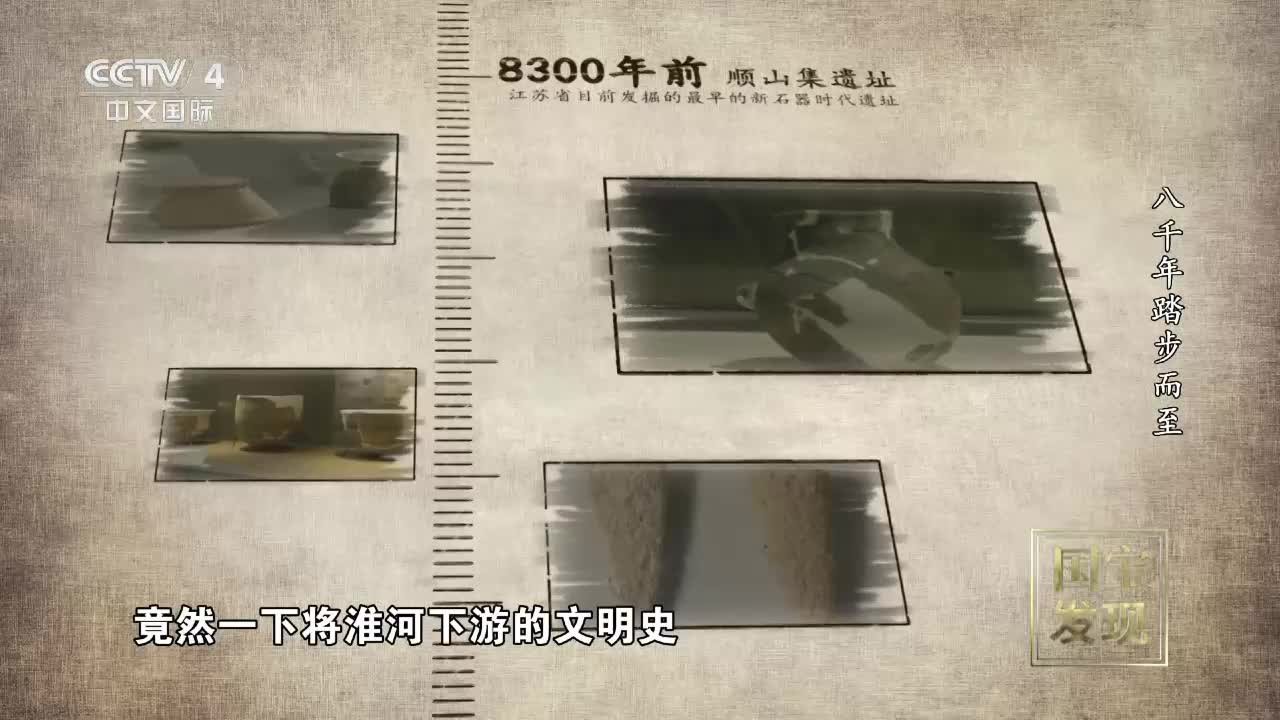 CCTV 4
中文国际
8300年前 顺山集遗址
江苏省目前发掘的最早的新石器时代遗址
八千年踏步而至
国宝
发现
竟然一下将淮河下游的文明史